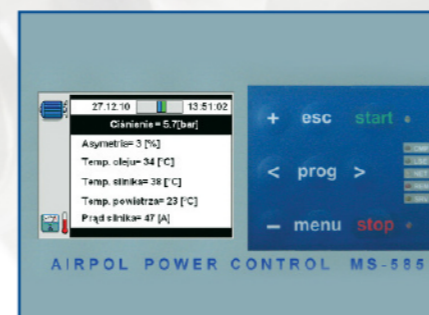 27.12.10 13:51:02
Ciśnienie= 5.7[bar]
Asymetria= 3 [%]
Temp. oleju= 34 [°C]
Temp. silnika= 38 [°C]
Temp. powietrza= 23 [°C]
Prąd silnika= 47 [A]
+ esc start
< prog >
– menu stop
AIRPOL POWER CONTROL MS-585